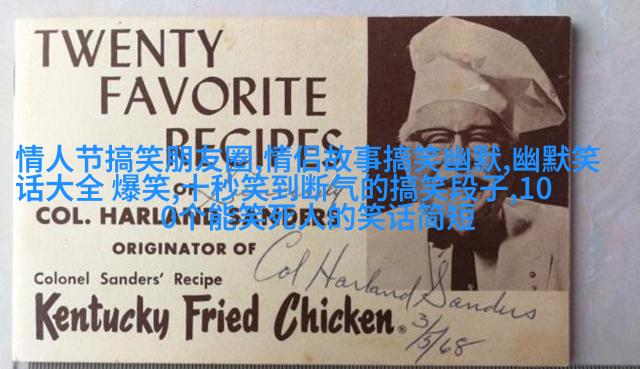 TWENTY
FAVORITE
RECIPES
情人节搞笑朋友圈,情侣故事搞笑幽默,幽默笑
话大全 爆笑,十秒笑到断气的搞笑段子,10
0个能笑死人的笑话简短
OF
COL. HARLAND SANDERS
ORIGINATOR OF
Colonel Sanders' Recipe
Kentucky Fried Chicken®
Col Harland Sanders
3/5/68